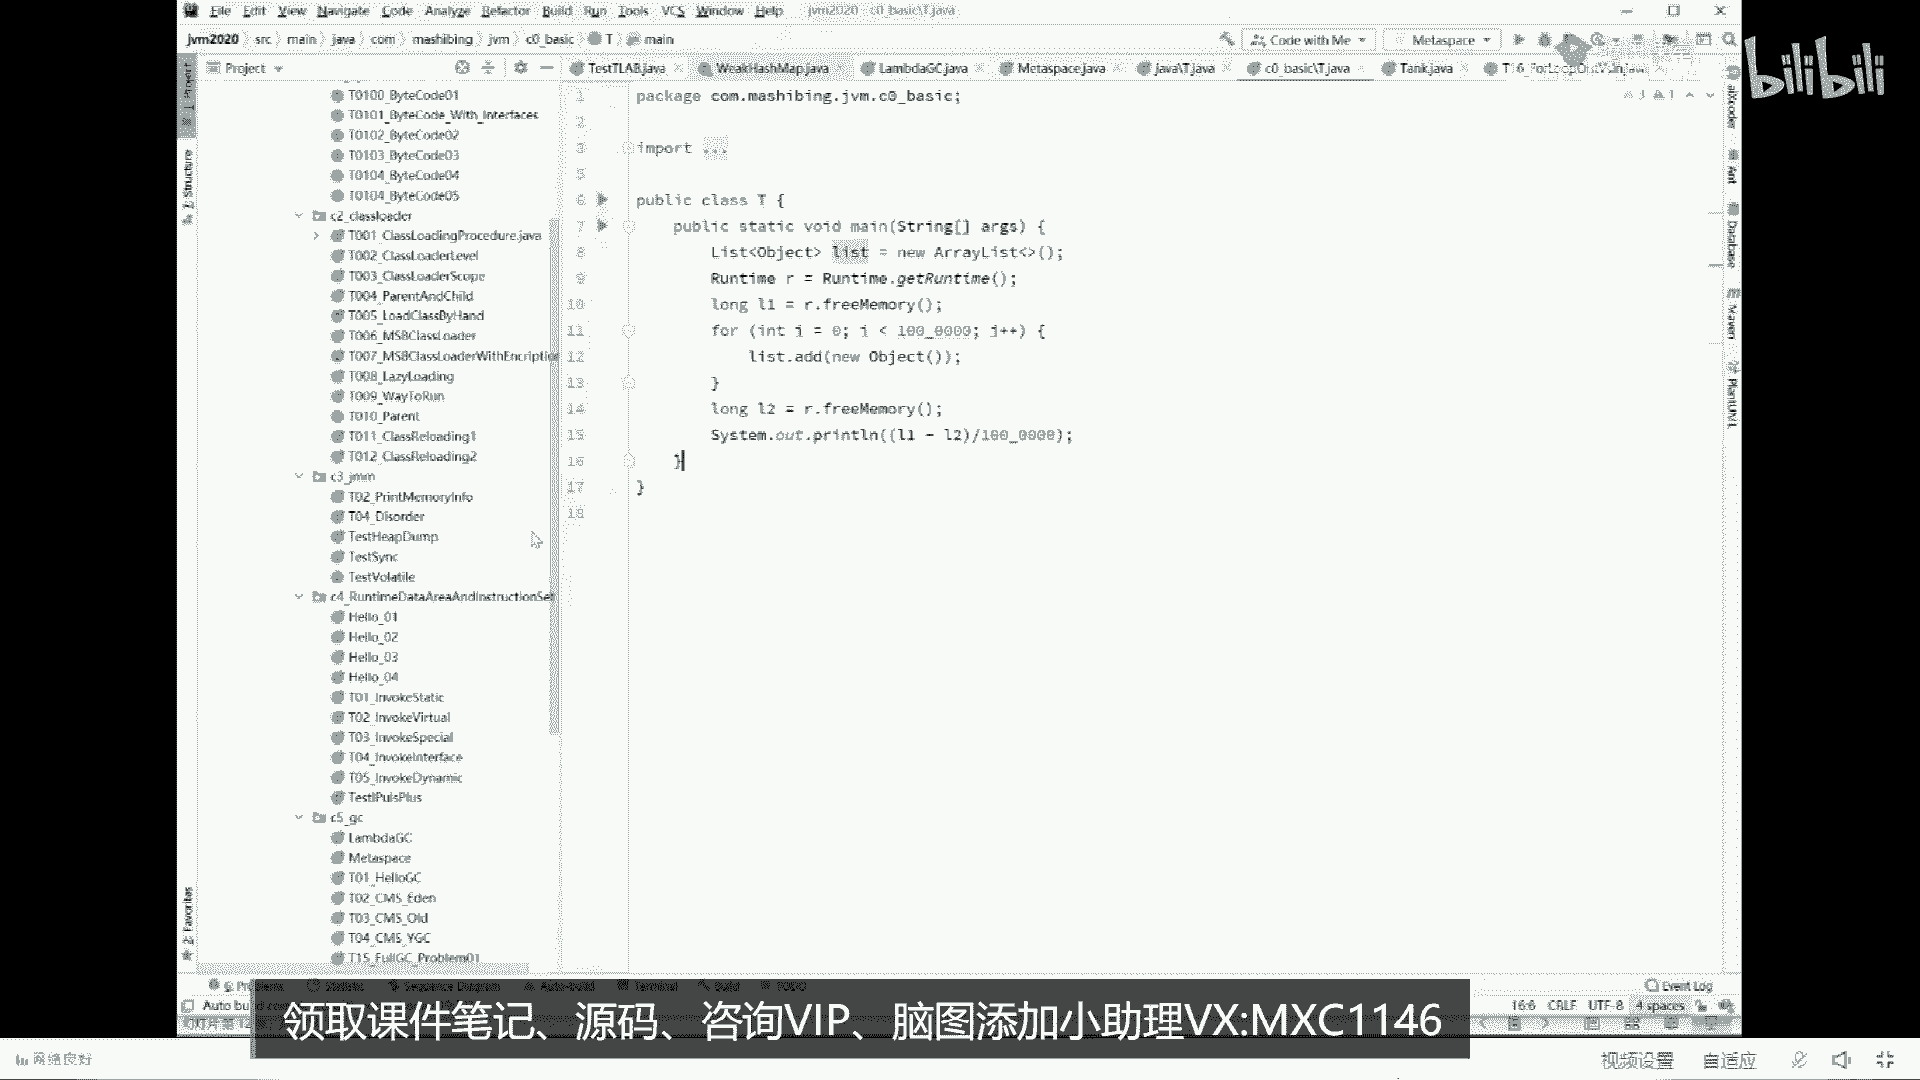 File Edit View Navigate Code Analyze Refactor Build Run Tools VCS Window Help jvm2020 - c0_basic\T.java
jvm2020 src main java com mashibing jvm c0_basic T main
Code with Me Metaspace
Project
TestTLAB.java WeakHashMap.java LambdaGC.java Metaspace.java java\T.java c0_basic\T.java Tank.java
T0100_ByteCode01
T0101_ByteCode_With_Interfaces
T0102_ByteCode02
T0103_ByteCode03
T0104_ByteCode04
T0104_ByteCode05
c2_classloader
T001_ClassLoadingProcedure.java
T002_ClassLoaderLevel
T003_ClassLoaderScope
T004_ParentAndChild
T005_LoadClassByHand
T006_MSBClassLoader
T007_MSBClassLoaderWithEncription
T008_LazyLoading
T009_WayToRun
T010_Parent
T011_ClassReloading1
T012_ClassReloading2
c3_jmm
T02_PrintMemoryInfo
T04_Disorder
TestHeapDump
TestSync
TestVolatile
c4_RuntimeDataAreaAndInstructionSet
Hello_01
Hello_02
Hello_03
Hello_04
T01_InvokeStatic
T02_InvokeVirtual
T03_InvokeSpecial
T04_InvokeInterface
T05_InvokeDynamic
TestIPulsPlus
c5_gc
LambdaGC
Metaspace
T01_HelloGC
T02_CMS_Eden
T03_CMS_Old
T04_CMS_YGC
T15_FullGC_Problem01
1 package com.mashibing.jvm.c0_basic;
2
3 import ...
5
6 public class T {
7 public static void main(String[] args) {
8 List<Object> list = new ArrayList<>();
9 Runtime r = Runtime.getRuntime();
10 long l1 = r.freeMemory();
11 for (int i = 0; i < 100_0000; i++) {
12 list.add(new Object());
13 }
14 long l2 = r.freeMemory();
15 System.out.println((l1 - l2)/100_0000);
16 }
17 }
18
Structure
2: Favorites
Ant
Database
Maven
PlantUML
bilibili
Event Log
Auto bu
16:6 CRLF UTF-8 4 spaces
领取课件笔记、源码、咨询VIP、脑图添加小助理VX:MXC1146
网络良好
视频设置 自适应